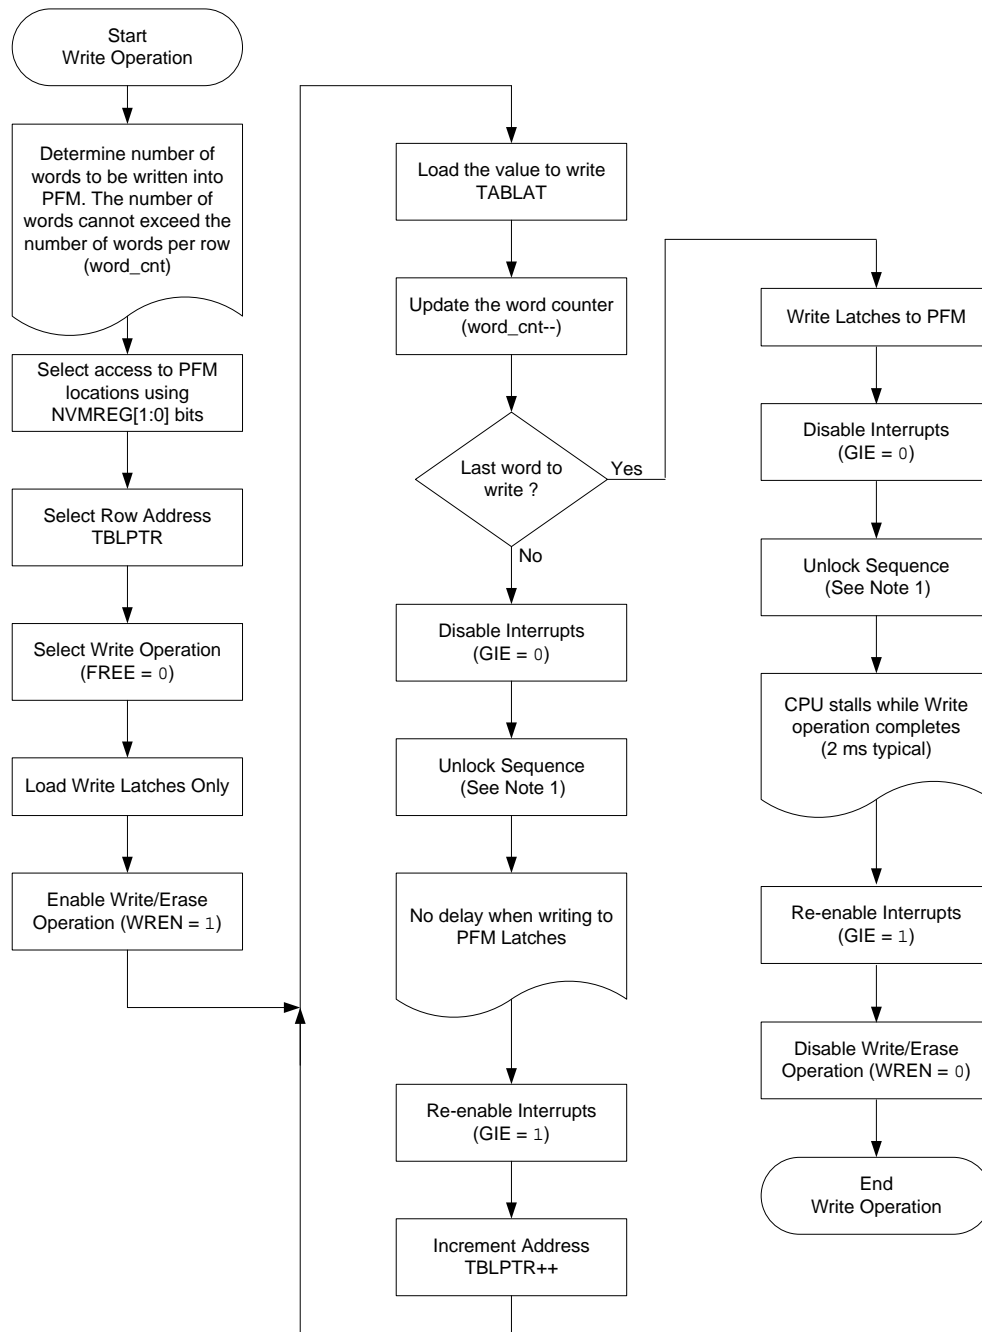 Start
Write Operation
Determine number of
words to be written into
PFM. The number of
words cannot exceed the
number of words per row
(word_cnt)
Select access to PFM
locations using
NVMREG[1:0] bits
Select Row Address
TBLPTR
Select Write Operation
(FREE = 0)
Load Write Latches Only
Enable Write/Erase
Operation (WREN = 1)
Load the value to write
TABLAT
Update the word counter
(word_cnt--)
Last word to
write ?
Yes
No
Disable Interrupts
(GIE = 0)
Unlock Sequence
(See Note 1)
No delay when writing to
PFM Latches
Re-enable Interrupts
(GIE = 1)
Increment Address
TBLPTR++
Write Latches to PFM
Disable Interrupts
(GIE = 0)
Unlock Sequence
(See Note 1)
CPU stalls while Write
operation completes
(2 ms typical)
Re-enable Interrupts
(GIE = 1)
Disable Write/Erase
Operation (WREN = 0)
End
Write Operation